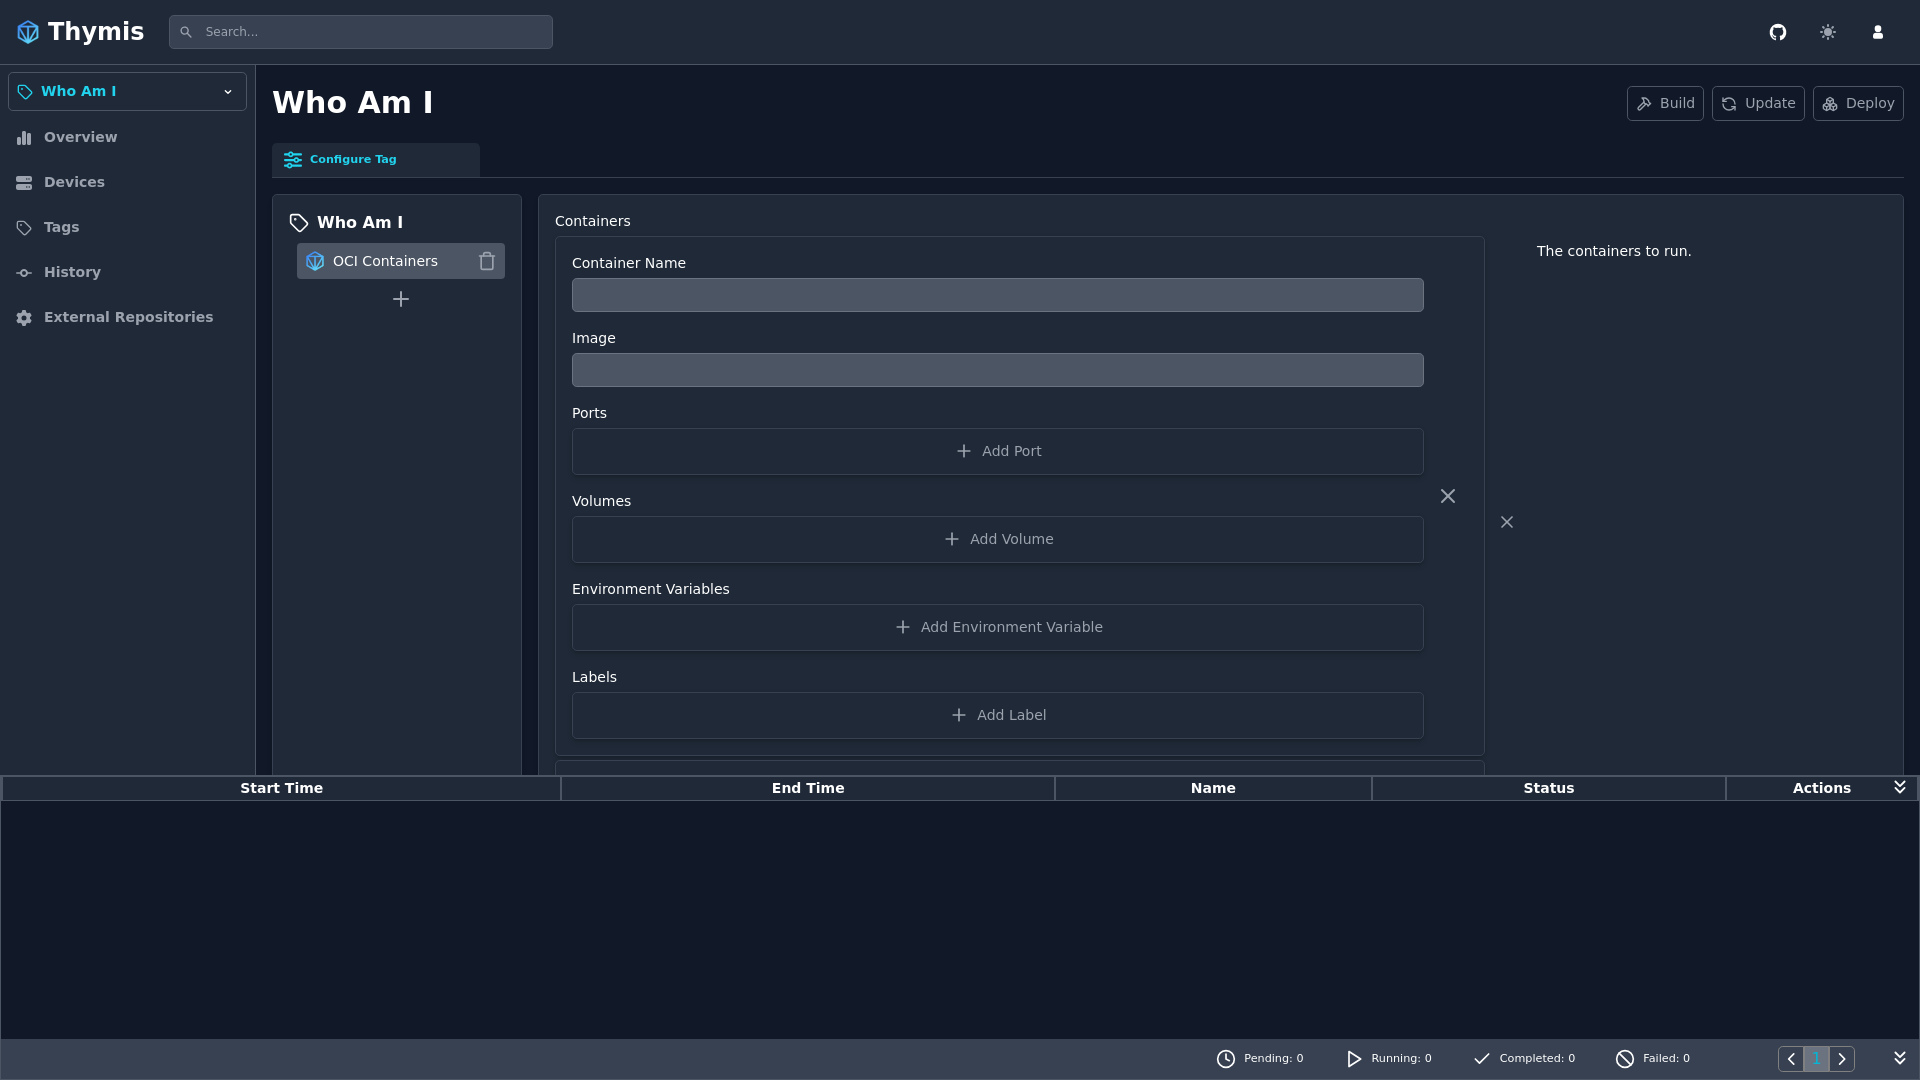 Thymis
Search...
Who Am I
Overview
Devices
Tags
History
External Repositories
Who Am I
Build
Update
Deploy
Configure Tag
Who Am I
OCI Containers
Containers
Container Name
Image
Ports
Add Port
Volumes
Add Volume
Environment Variables
Add Environment Variable
Labels
Add Label
The containers to run.
Start Time
End Time
Name
Status
Actions
Pending: 0
Running: 0
Completed: 0
Failed: 0
1